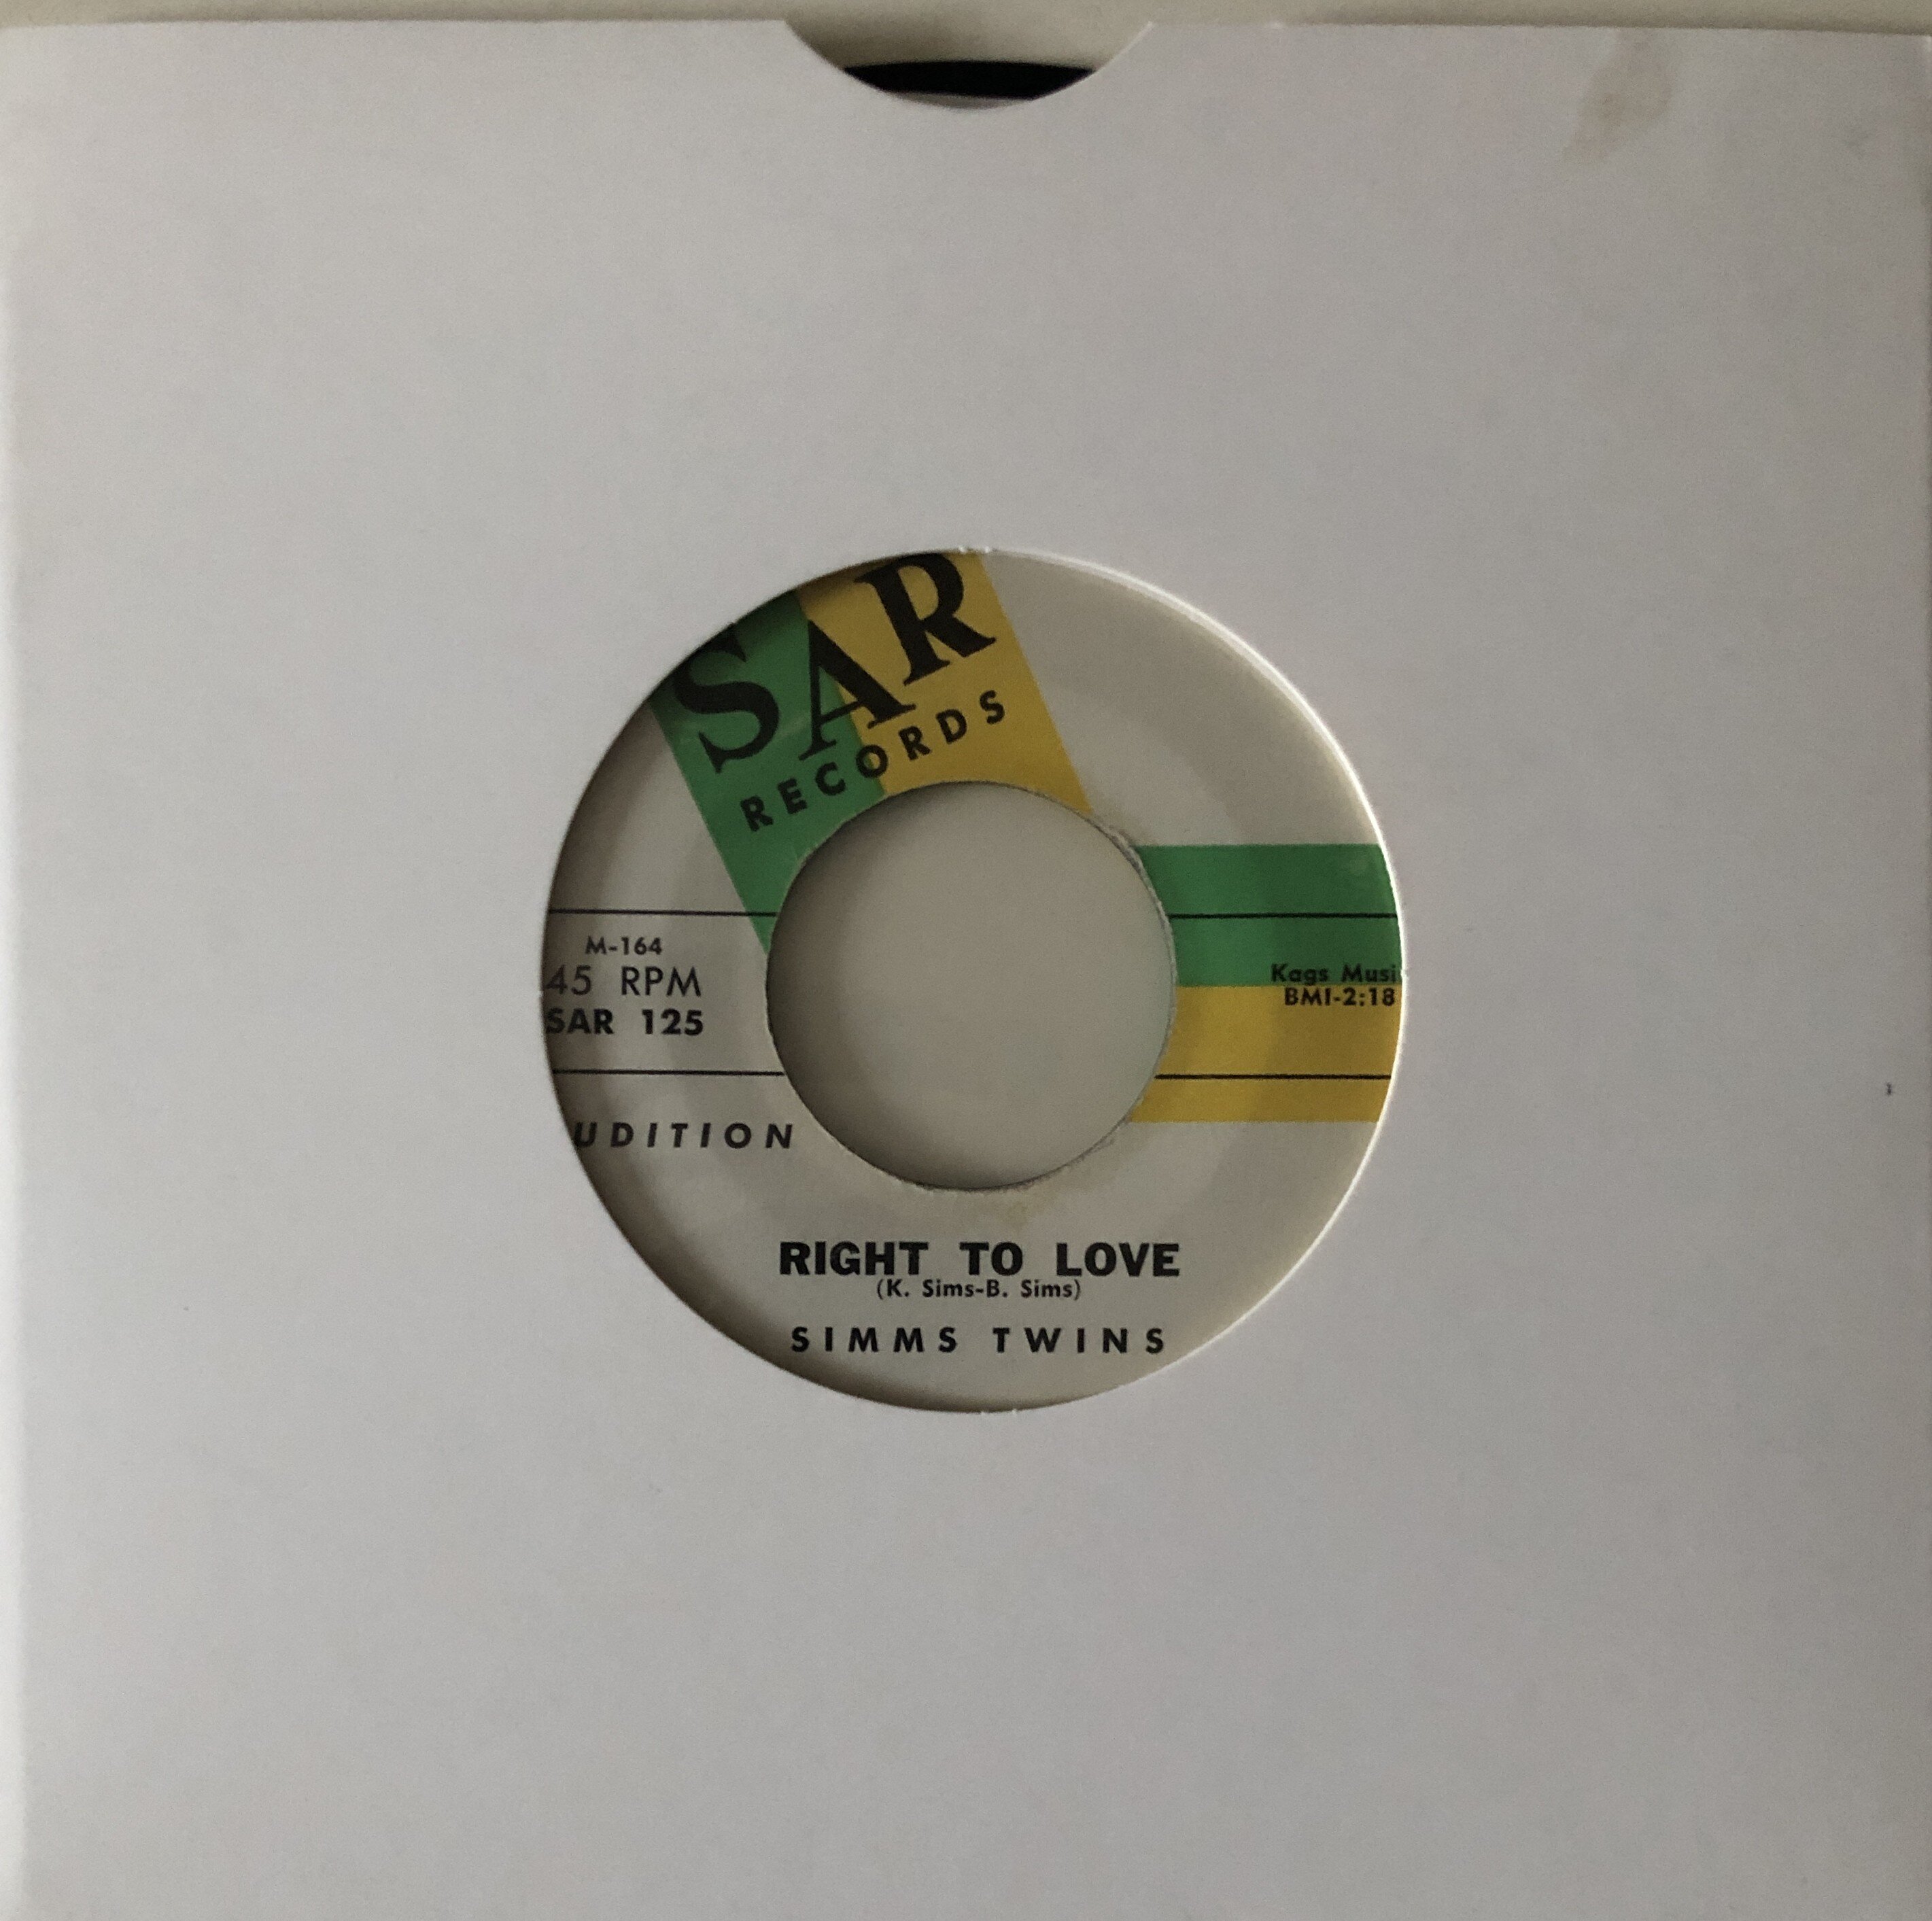 SAR
RECORDS
M-164
45 RPM
SAR 125
Kags Musi
BMI-2:18
UDITION
RIGHT TO LOVE
(K. Sims-B. Sims)
SIMMS TWINS